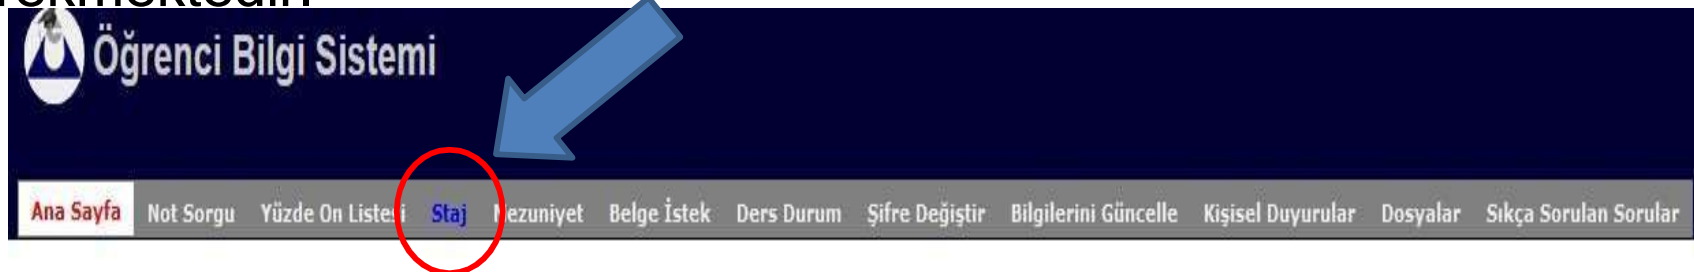 Öğrenci Bilgi Sistemi
Ana Sayfa Not Sorgu Yüzde On Listesi Staj Mezuniyet Belge İstek Ders Durum Şifre Değiştir Bilgilerini Güncelle Kişisel Duyurular Dosyalar Sıkça Sorulan Sorular